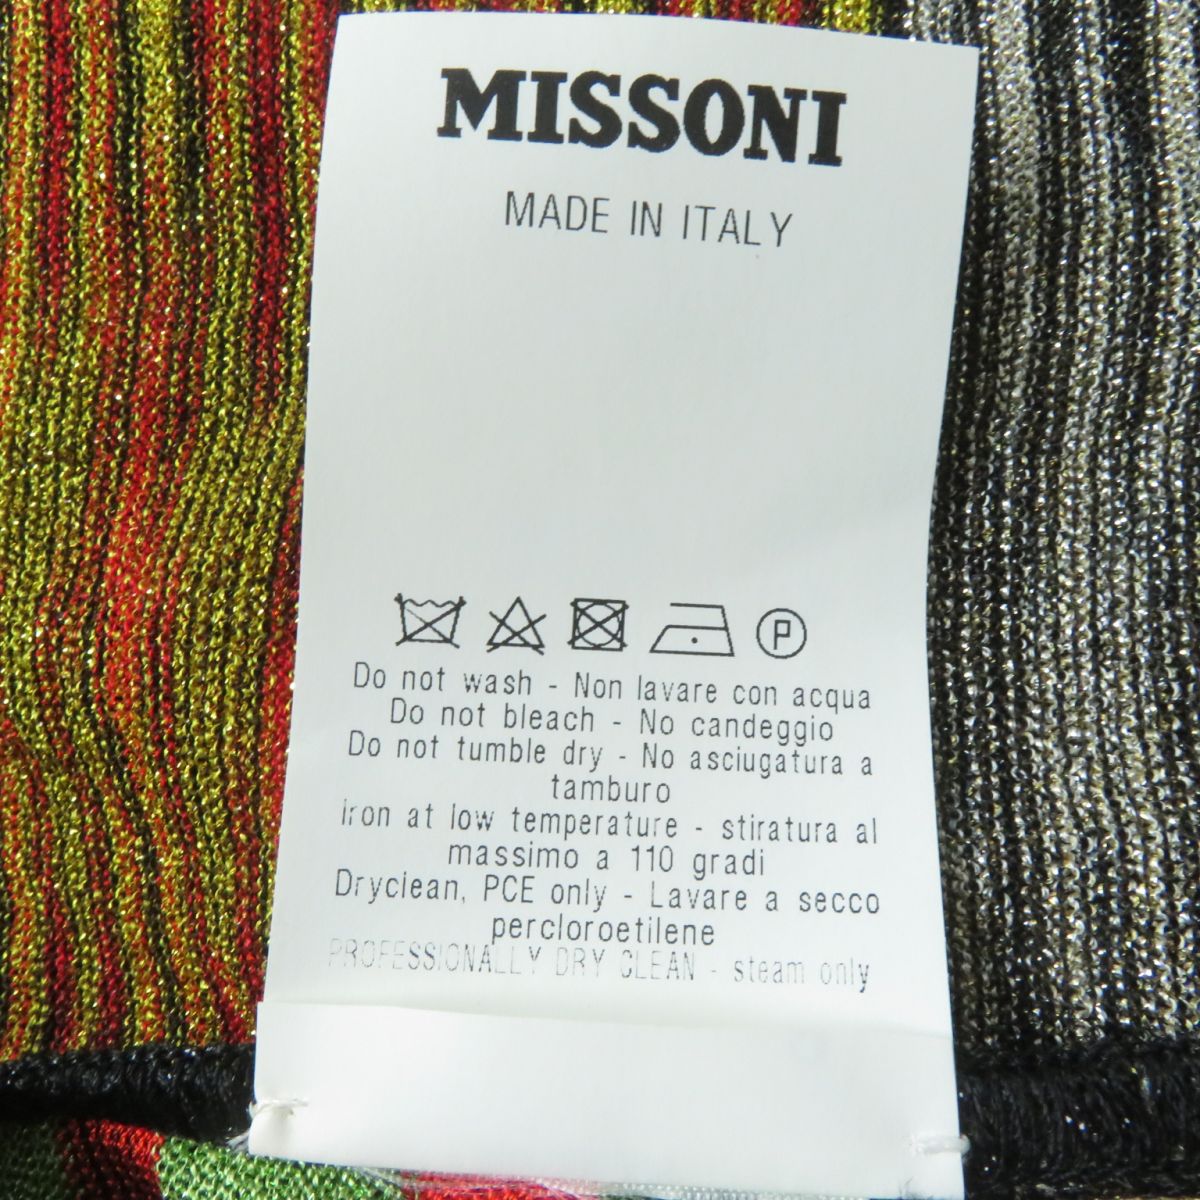 MISSONI
MADE IN ITALY
P
Do not wash - Non lavare con acqua
Do not bleach - No candeggio
Do not tumble dry - No asciugatura a
tamburo
iron at low temperature - stiratura al
massimo a 110 gradi
Dryclean, PCE only - Lavare a secco
percloroetilene
PROFESSIONALLY DRY CLEAN - steam only